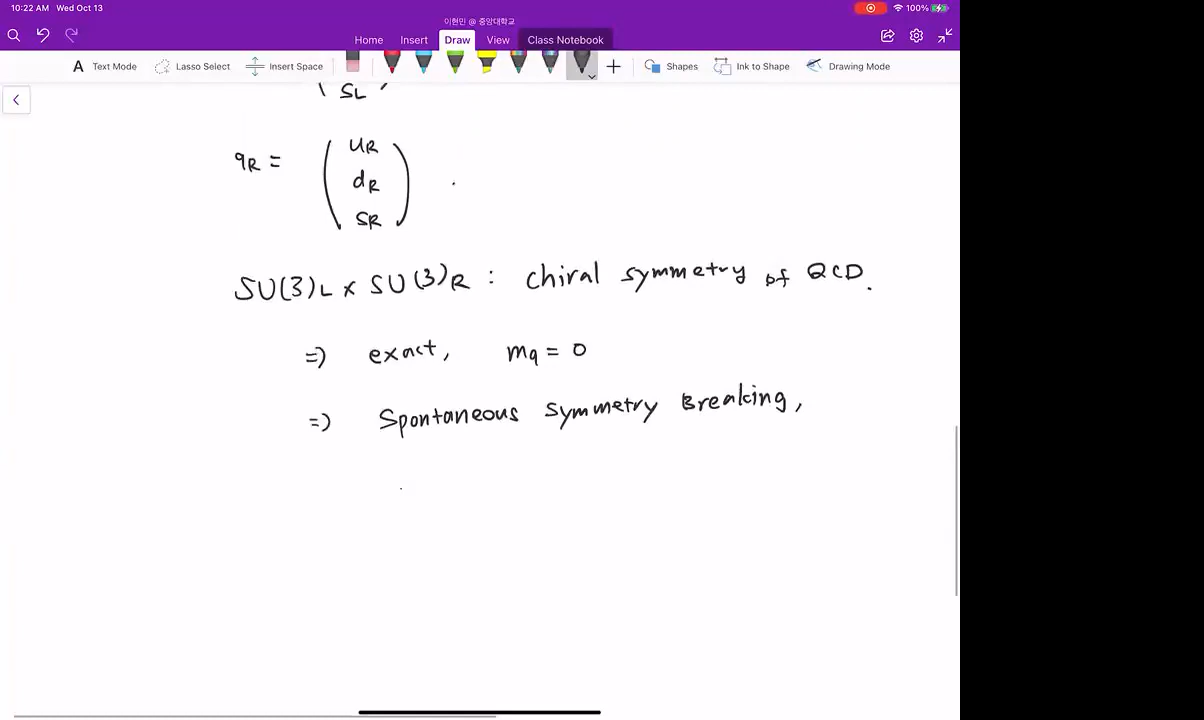 10:22 AM Wed Oct 13
100%
이현민 @ 중앙대학교
Home Insert Draw View Class Notebook
A Text Mode Lasso Select Insert Space Shapes Ink to Shape Drawing Mode
SL
qR =
uR
dR
SR
.
SU(3)L x SU(3)R : chiral symmetry of QCD.
=) exact, mq = 0
=) Spontaneous symmetry Breaking,